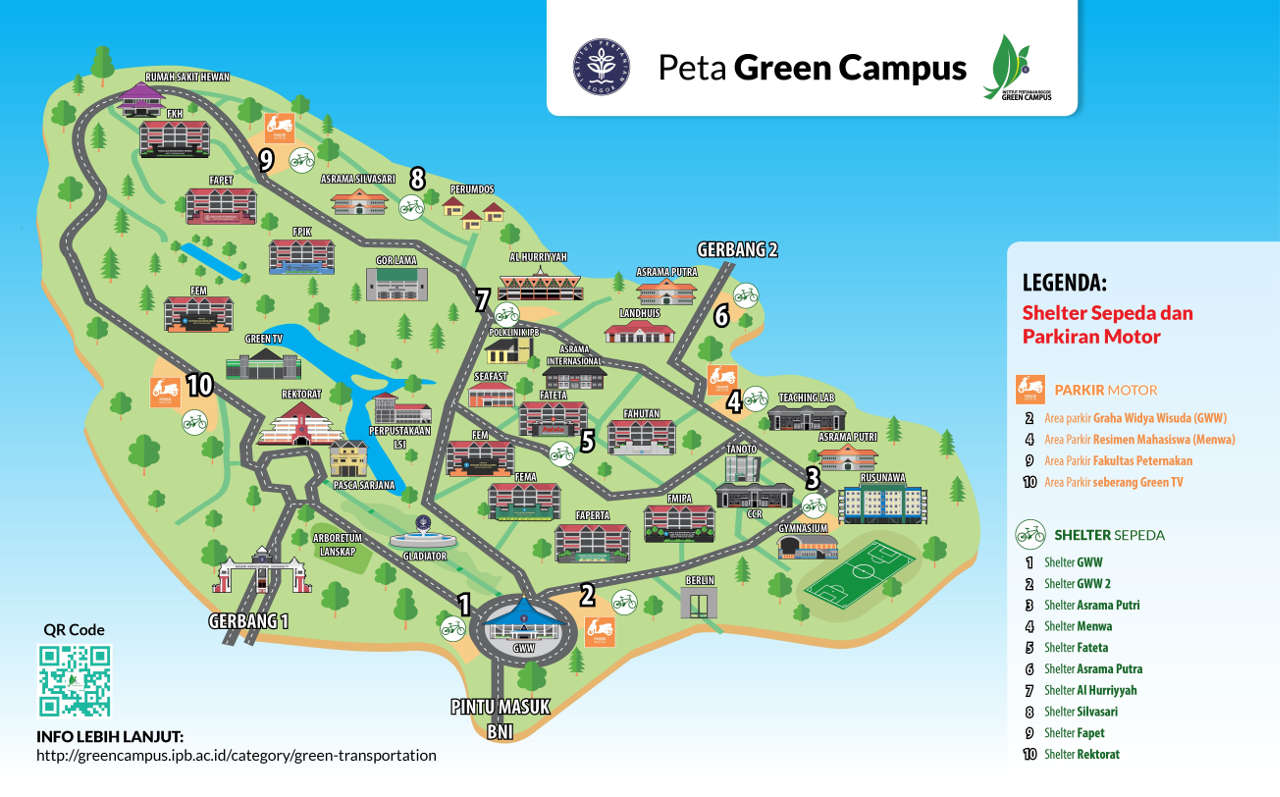 INSTITUT PERTANIAN
BOGOR
Peta Green Campus
INSTITUT PERTANIAN BOGOR
GREEN CAMPUS
RUMAH SAKIT HEWAN
FKH
9
FAPET
ASRAMA SILVASARI
8
PERUMDOS
FPIK
GOR LAMA
AL HURRIYYAH
GERBANG 2
ASRAMA PUTRA
FEM
7
LANDHUIS
6
GREEN TV
POLIKLINIK IPB
ASRAMA
INTERNASIONAL
10
REKTORAT
SEAFAST
FATETA
4
TEACHING LAB
PERPUSTAKAAN
LSI
FAHUTAN
5
FEM
TANOTO
ASRAMA PUTRI
PASCA SARJANA
FEMA
3
RUSUNAWA
FMIPA
CCR
FAPERTA
GYMNASIUM
ARBORETUM
LANSKAP
GLADIATOR
BERLIN
GERBANG 1
1
2
GWW
PINTU MASUK
BNI
LEGENDA:
Shelter Sepeda dan
Parkiran Motor
PARKIR MOTOR
2 Area parkir Graha Widya Wisuda (GWW)
4 Area Parkir Resimen Mahasiswa (Menwa)
9 Area Parkir Fakultas Peternakan
10 Area Parkir seberang Green TV
SHELTER SEPEDA
1 Shelter GWW
2 Shelter GWW 2
3 Shelter Asrama Putri
4 Shelter Menwa
5 Shelter Fateta
6 Shelter Asrama Putra
7 Shelter Al Hurriyyah
8 Shelter Silvasari
9 Shelter Fapet
10 Shelter Rektorat
QR Code
INFO LEBIH LANJUT:
http://greencampus.ipb.ac.id/category/green-transportation